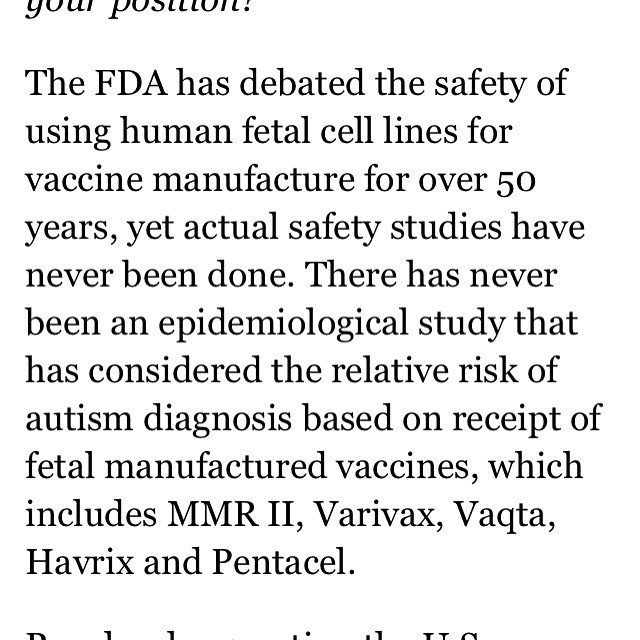 your position?
The FDA has debated the safety of
using human fetal cell lines for
vaccine manufacture for over 50
years, yet actual safety studies have
never been done. There has never
been an epidemiological study that
has considered the relative risk of
autism diagnosis based on receipt of
fetal manufactured vaccines, which
includes MMR II, Varivax, Vaqta,
Havrix and Pentacel.
the U.S.